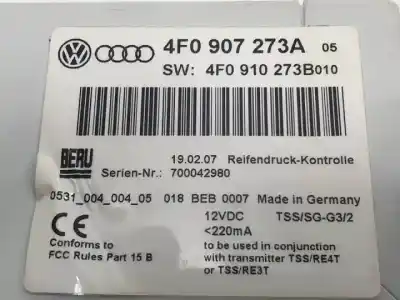 4F0 907 273A 05
SW: 4F0 910 273B010
BERU
19.02.07 Reifendruck-Kontrolle
Serien-Nr.: 700042980
0531_004_004_05 018 BEB 0007 Made in Germany
CE 12VDC TSS/SG-G3/2
<220mA
Conforms to to be used in conjunction
FCC Rules Part 15 B with transmitter TSS/RE4T
or TSS/RE3T